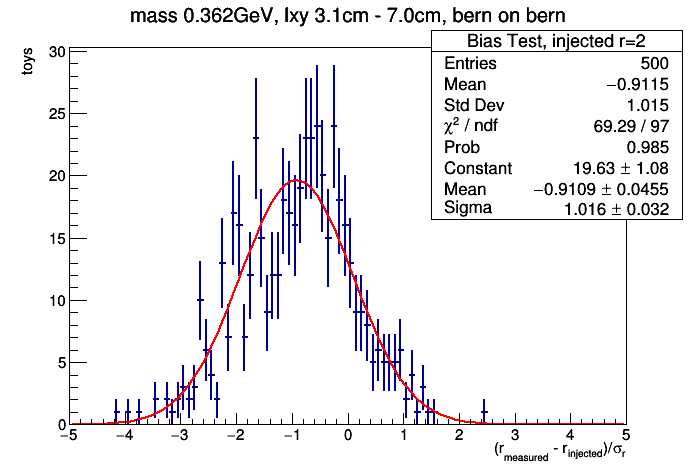 mass 0.362GeV, lxy 3.1cm - 7.0cm, bern on bern
toys
Bias Test, injected r=2
Entries 500
Mean −0.9115
Std Dev 1.015
χ² / ndf 69.29 / 97
Prob 0.985
Constant 19.63 ± 1.08
Mean −0.9109 ± 0.0455
Sigma 1.016 ± 0.032
30
25
20
15
10
5
0
−5 −4 −3 −2 −1 0 1 2 3 4 5
(r_measured - r_injected)/σ_r